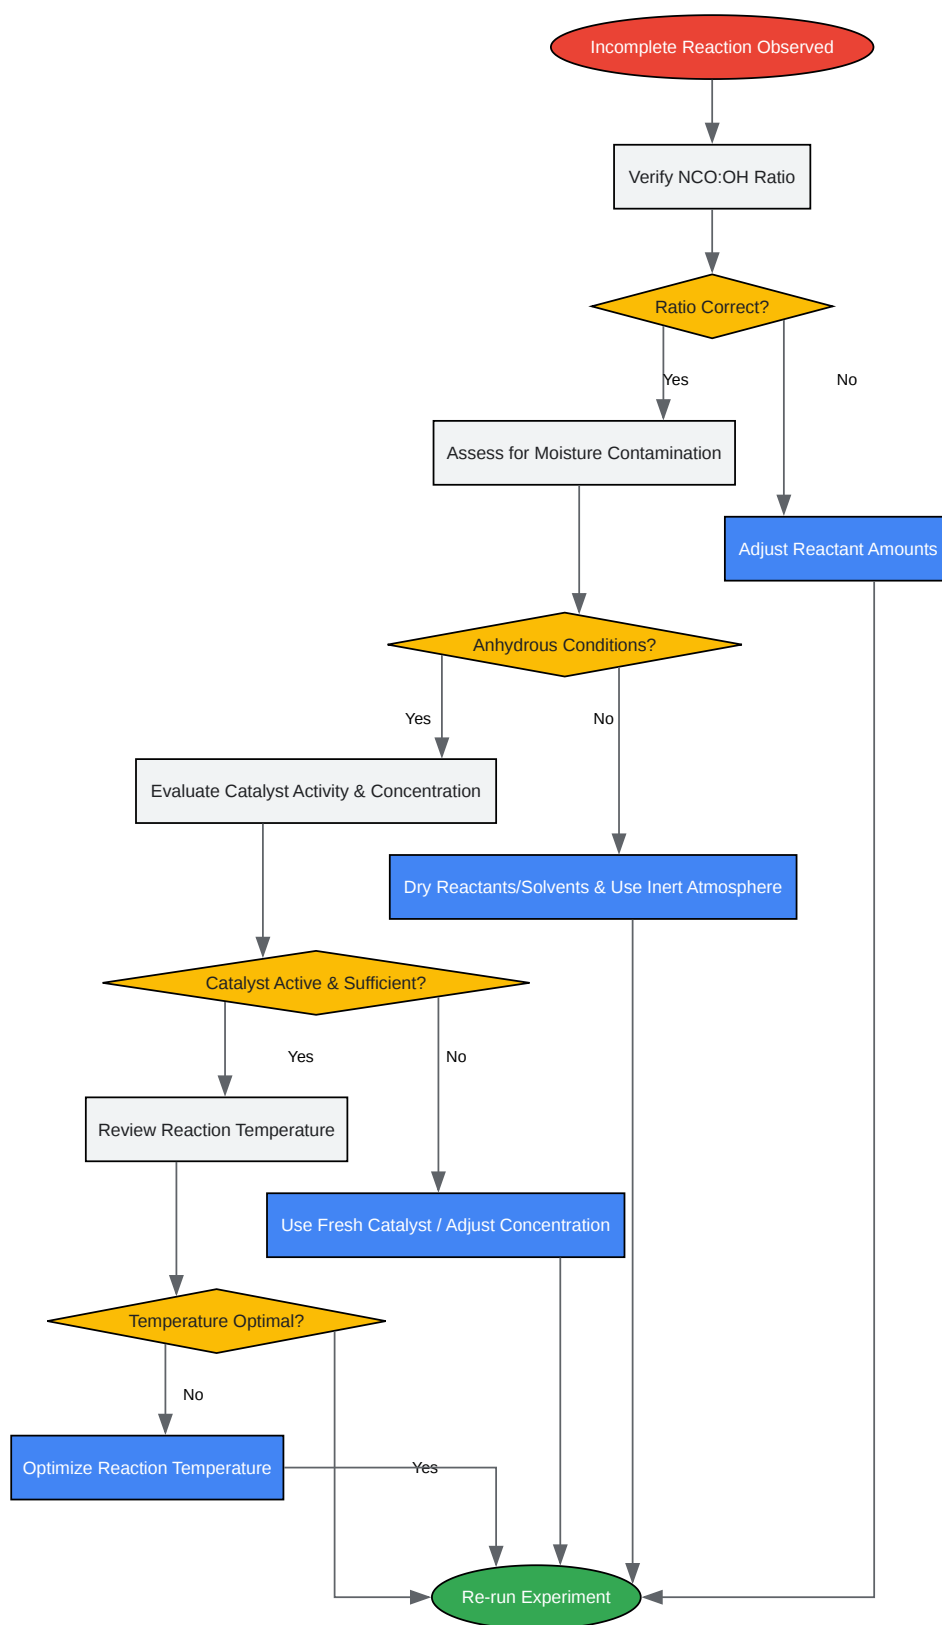 Incomplete Reaction Observed
Verify NCO:OH Ratio
Ratio Correct?
Yes
No
Assess for Moisture Contamination
Adjust Reactant Amounts
Anhydrous Conditions?
Yes
No
Evaluate Catalyst Activity & Concentration
Dry Reactants/Solvents & Use Inert Atmosphere
Catalyst Active & Sufficient?
Yes
No
Review Reaction Temperature
Use Fresh Catalyst / Adjust Concentration
Temperature Optimal?
No
Optimize Reaction Temperature
Yes
Re-run Experiment